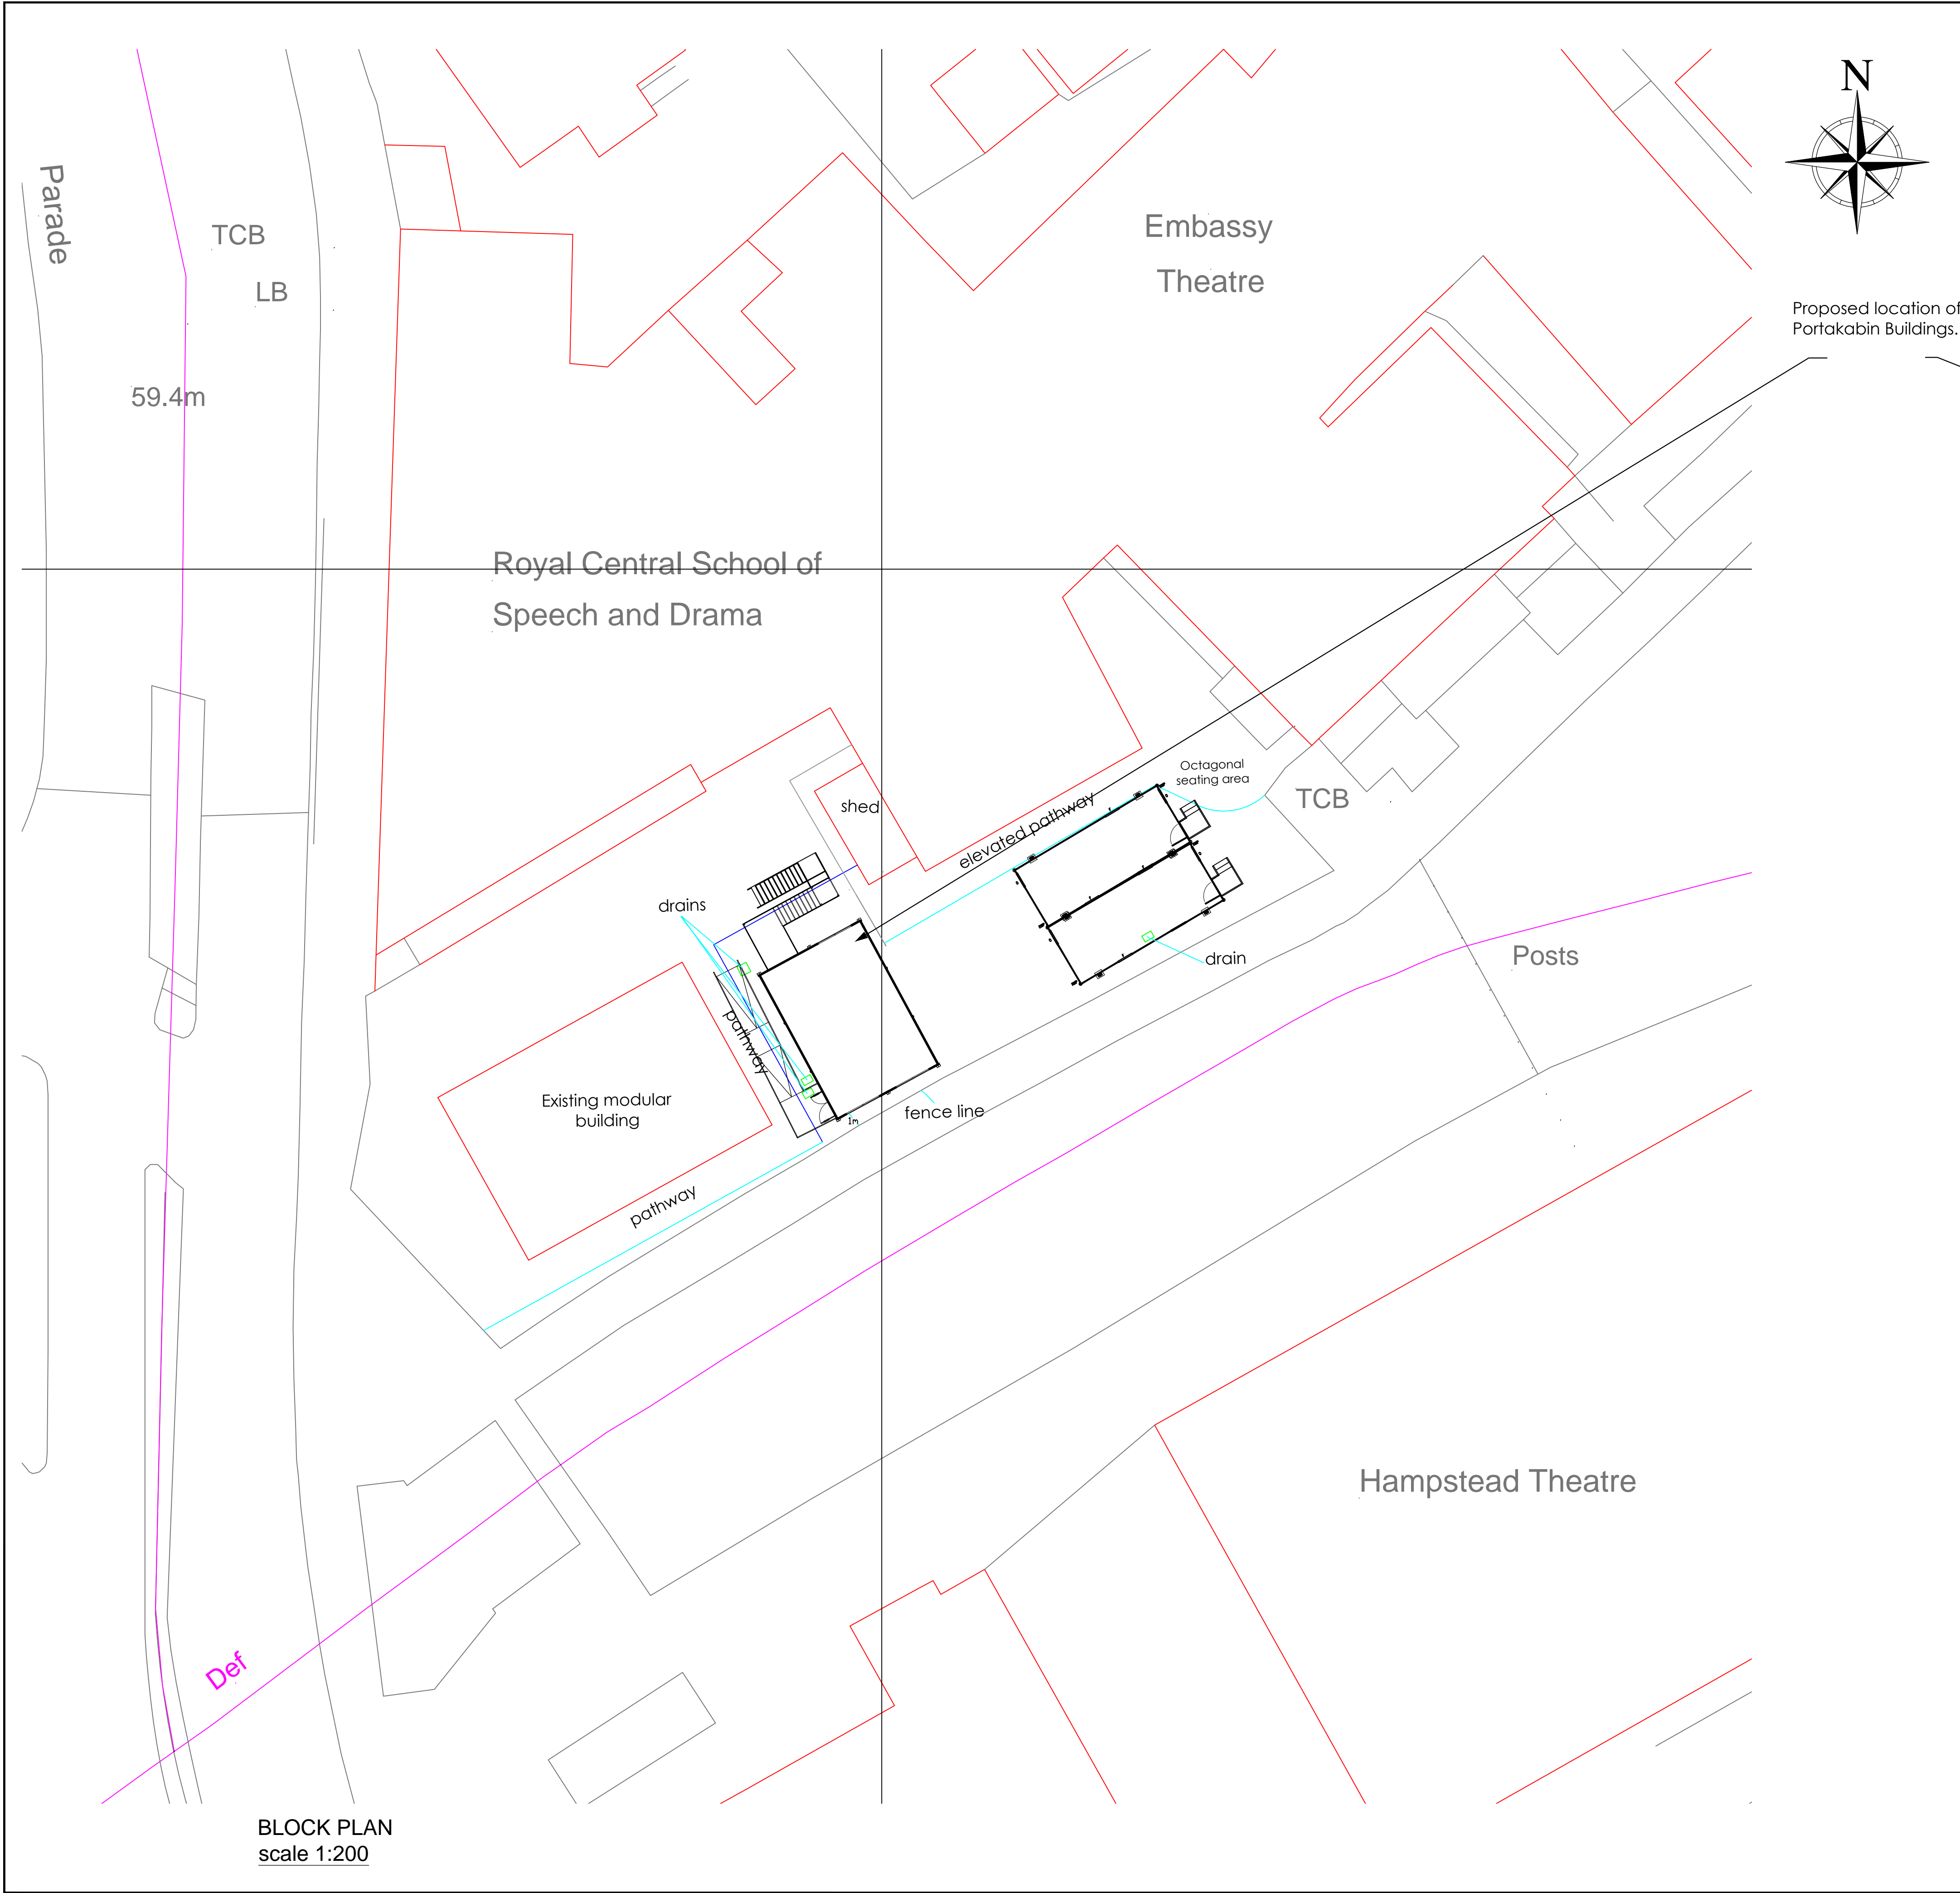 N
Parade
TCB
LB
Embassy
Theatre
Proposed location of
Portakabin Buildings.
59.4m
Royal Central School of
Speech and Drama
Octagonal
seating area
shed
elevated pathway
TCB
drains
drain
Posts
pathway
Existing modular
building
1m
fence line
pathway
Hampstead Theatre
Def
BLOCK PLAN
scale 1:200